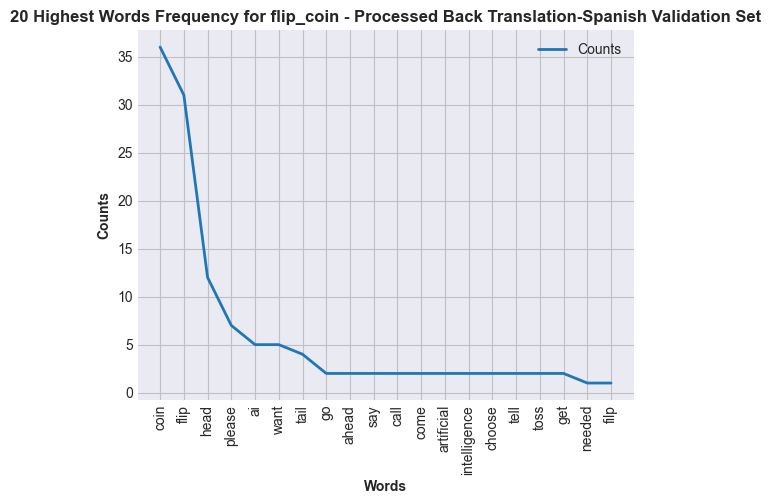 20 Highest Words Frequency for flip_coin - Processed Back Translation-Spanish Validation Set
Counts
35
30
25
20
15
10
5
0
Counts
coin
flip
head
please
ai
want
tail
go
ahead
say
call
come
artificial
intelligence
choose
tell
toss
get
needed
filp
Words